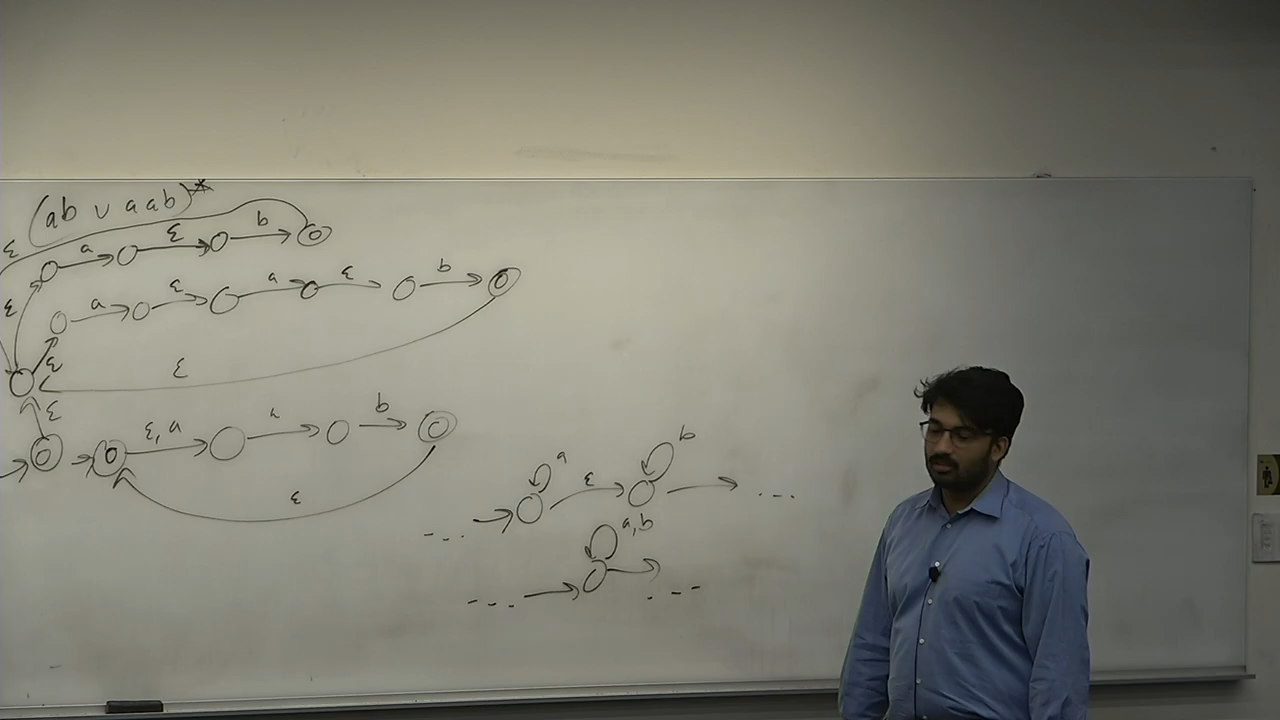 (ab ∪ aab)*
ε a ε b
ε a ε a ε b
ε
ε
ε
ε,a a b
ε
a ε b
...
...
a,b
...
...